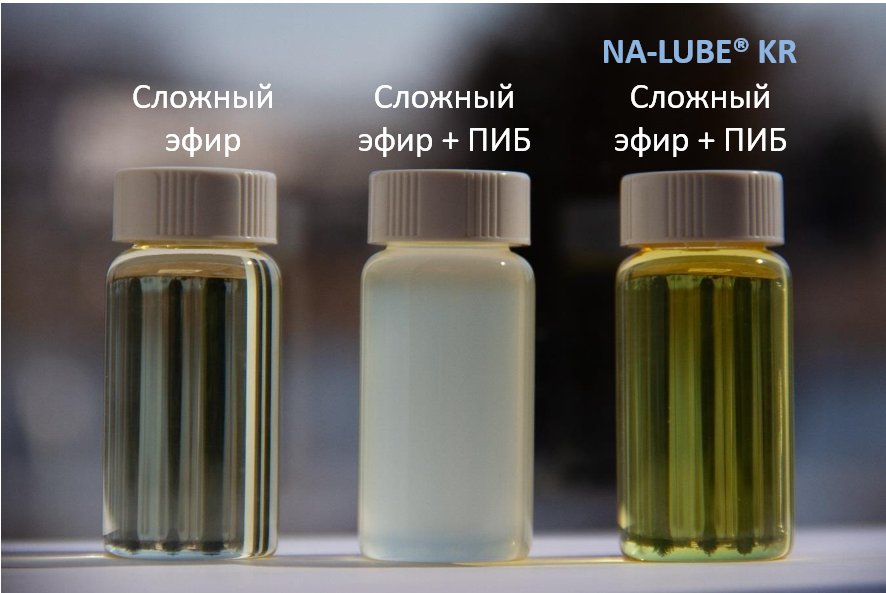 Сложный
эфир
Сложный
эфир + ПИБ
NA-LUBE® KR
Сложный
эфир + ПИБ